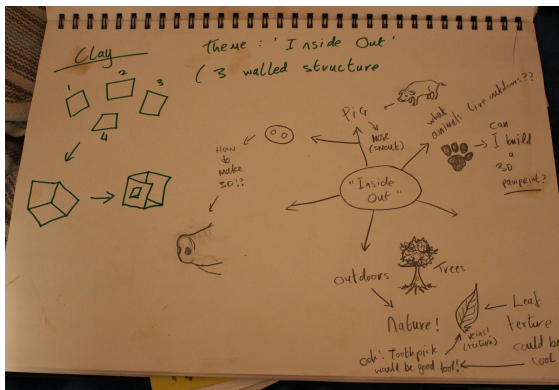 Clay
Theme : 'Inside Out'
( 3 walled structure
1
2
3
4
PiG
Nose
(snout)
How
to
make
3D!?
what
animals live outdoors??
can
I build
a
3D
pawprint?
"Inside
Out"
Outdoors
Trees
Nature!
veins!
(texture)
Leaf
texture
could be
cool
Ooh! Toothpick
would be good tool!